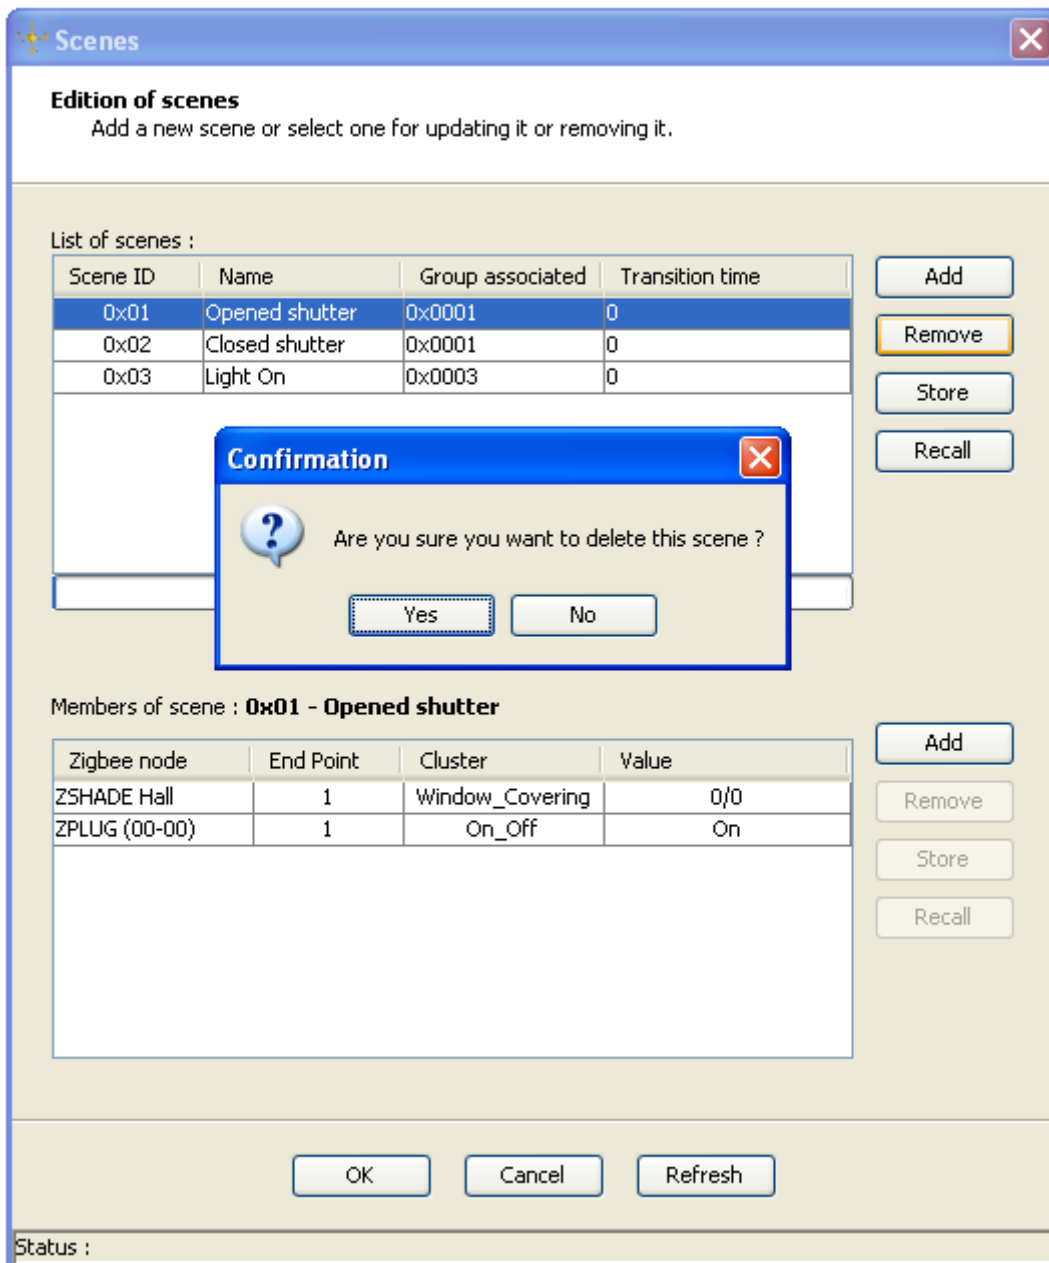 Scenes
Edition of scenes
Add a new scene or select one for updating it or removing it.
List of scenes :
Scene ID Name Group associated Transition time
0x01 Opened shutter 0x0001 0
0x02 Closed shutter 0x0001 0
0x03 Light On 0x0003 0
Add
Remove
Store
Recall
Confirmation
Are you sure you want to delete this scene ?
Yes No
Members of scene : 0x01 - Opened shutter
Zigbee node End Point Cluster Value
ZSHADE Hall 1 Window_Covering 0/0
ZPLUG (00-00) 1 On_Off On
Add
Remove
Store
Recall
OK Cancel Refresh
Status :